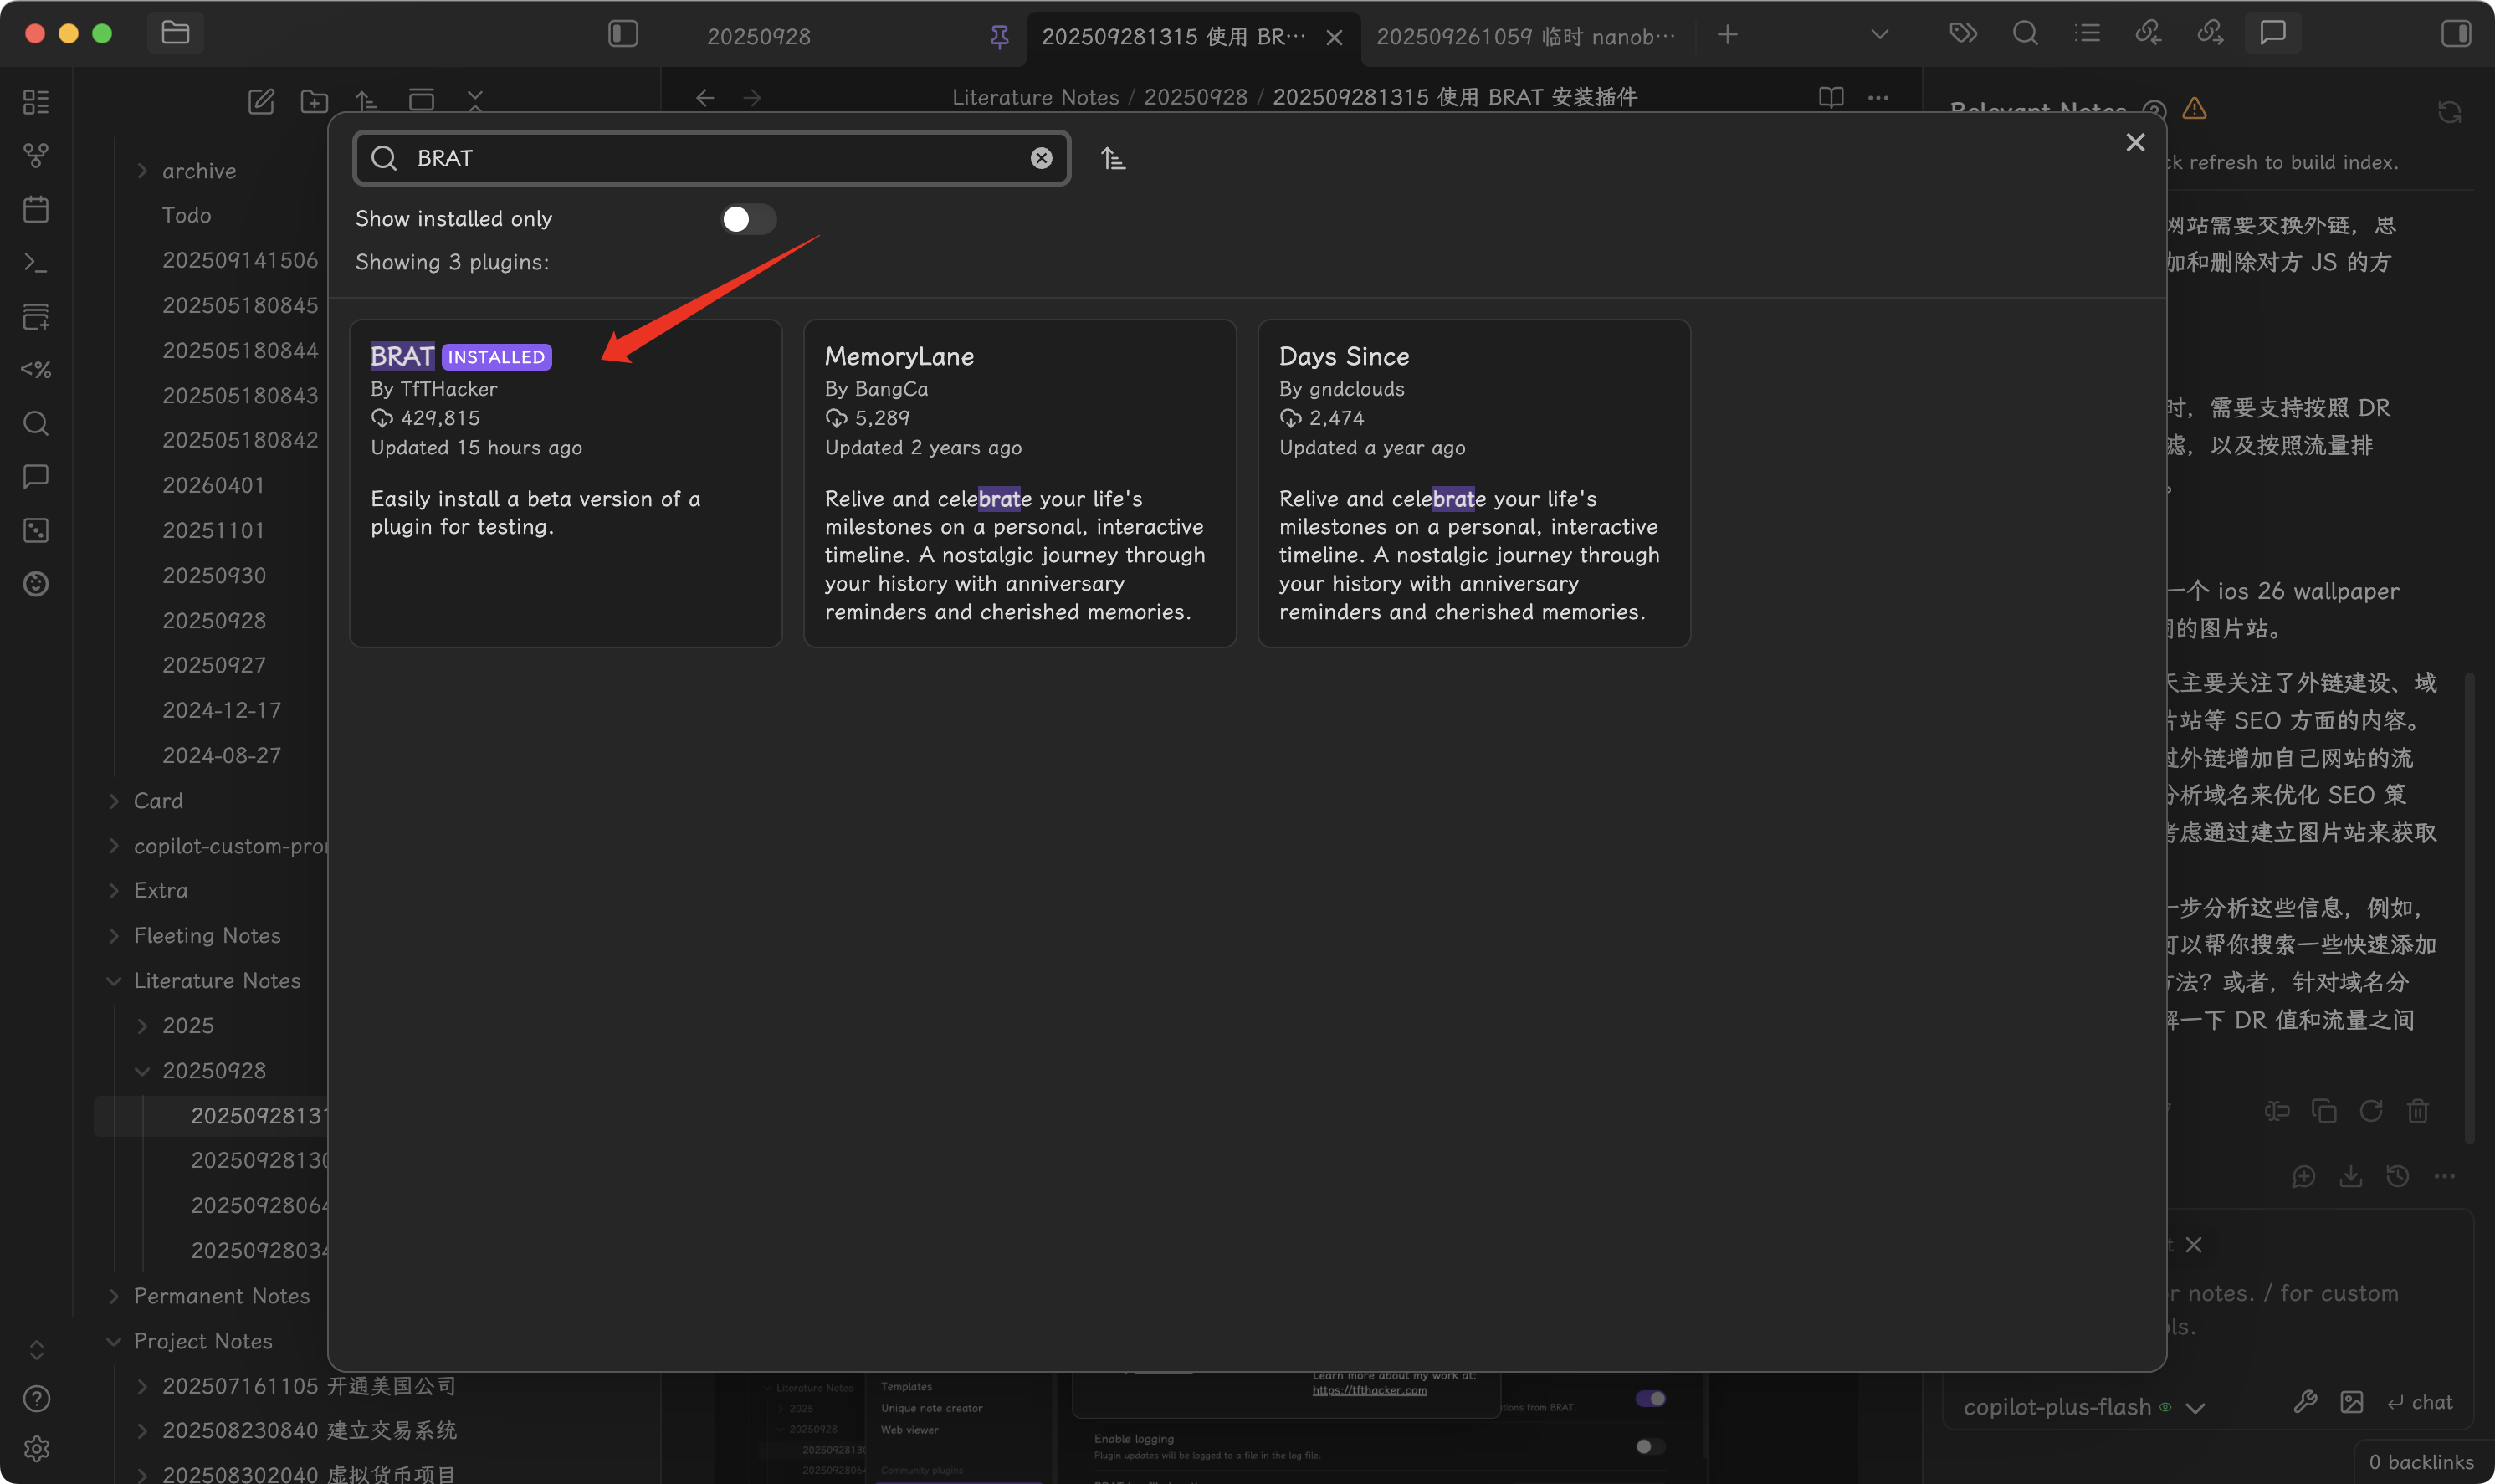 20250928
202509281315 使用 BR…
202509261059 临时 nanob…
Literature Notes / 20250928 / 202509281315 使用 BRAT 安装插件
archive
Todo
202509141506
202505180845
202505180844
202505180843
202505180842
20260401
20251101
20250930
20250928
20250927
2024-12-17
2024-08-27
Card
copilot-custom-pro
Extra
Fleeting Notes
Literature Notes
2025
20250928
2025092813
2025092813
2025092806
2025092803
Permanent Notes
Project Notes
202507161105 开通美国公司
202508230840 建立交易系统
202508302040 虚拟货币项目
BRAT
Show installed only
Showing 3 plugins:
BRAT INSTALLED
By TfTHacker
429,815
Updated 15 hours ago
Easily install a beta version of a
plugin for testing.
MemoryLane
By BangCa
5,289
Updated 2 years ago
Relive and celebrate your life's
milestones on a personal, interactive
timeline. A nostalgic journey through
your history with anniversary
reminders and cherished memories.
Days Since
By gndclouds
2,474
Updated a year ago
Relive and celebrate your life's
milestones on a personal, interactive
timeline. A nostalgic journey through
your history with anniversary
reminders and cherished memories.
Relevant Notes
ck refresh to build index.
网站需要交换外链，思
加和删除对方 JS 的方
时，需要支持按照 DR
滤，以及按照流量排
。
一个 ios 26 wallpaper
的图片站。
天主要关注了外链建设、域
片站等 SEO 方面的内容。
过外链增加自己网站的流
分析域名来优化 SEO 策
考虑通过建立图片站来获取
一步分析这些信息，例如，
可以帮你搜索一些快速添加
方法？或者，针对域名分
解一下 DR 值和流量之间
r notes. / for custom
ls.
copilot-plus-flash
chat
0 backlinks
Literature Notes
2025
20250928
2025092813
2025092806
Templates
Unique note creator
Web viewer
Community plugins
Learn more about my work at:
https://tfthacker.com
tions from BRAT.
Enable logging
Plugin updates will be logged to a file in the log file.